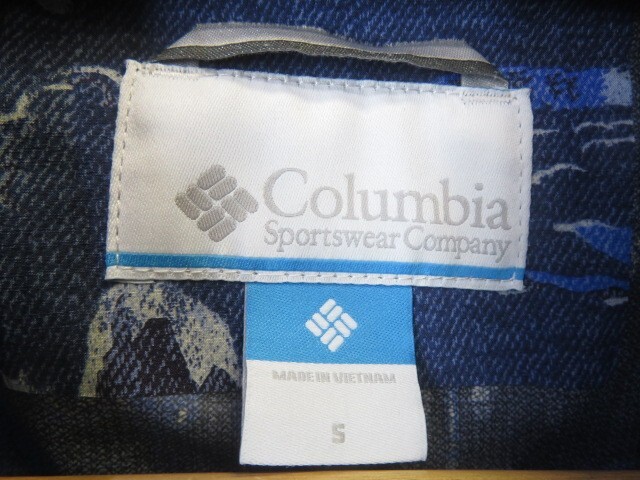 Columbia
Sportswear Company
MADE IN VIETNAM
S